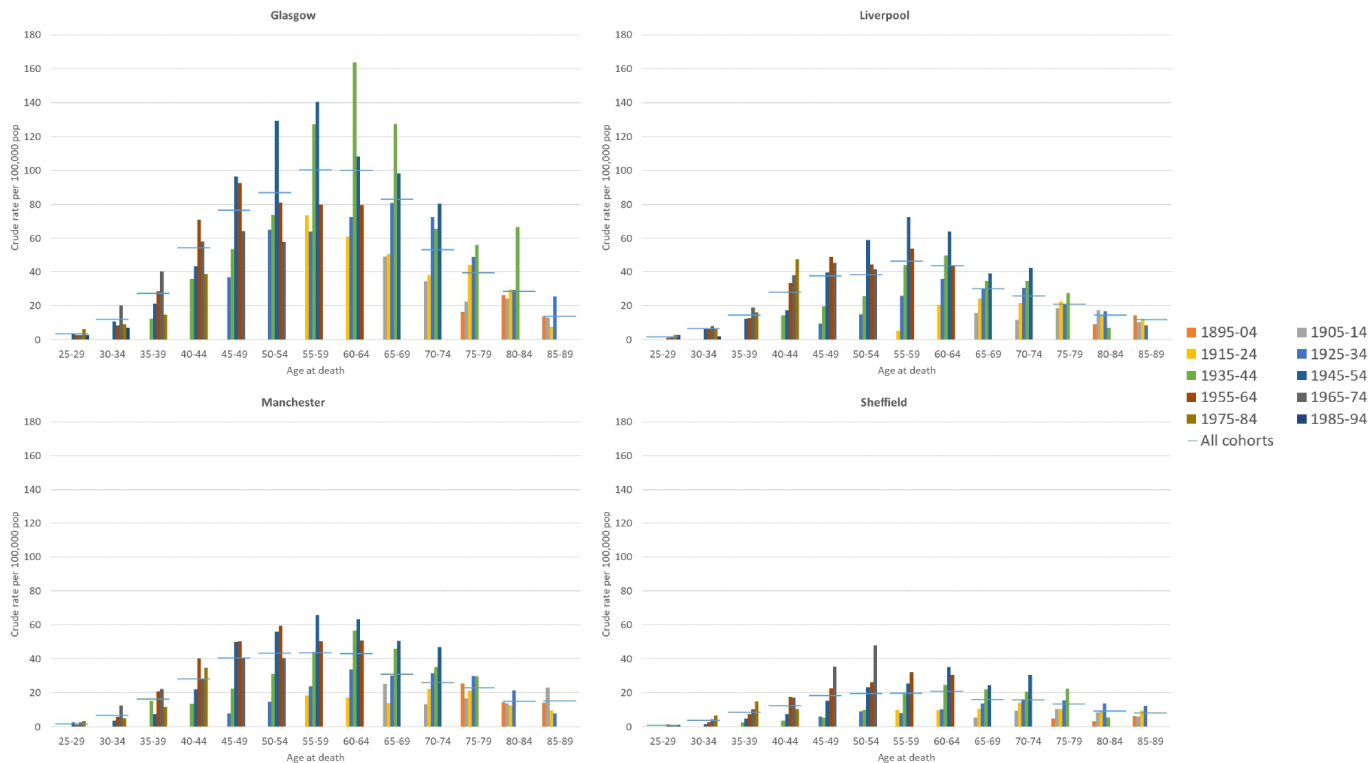 Glasgow
Crude rate per 100,000 pop
180
160
140
120
100
80
60
40
20
0
25-29 30-34 35-39 40-44 45-49 50-54 55-59 60-64 65-69 70-74 75-79 80-84 85-89
Age at death
Liverpool
Crude rate per 100,000 pop
180
160
140
120
100
80
60
40
20
0
25-29 30-34 35-39 40-44 45-49 50-54 55-59 60-64 65-69 70-74 75-79 80-84 85-89
Age at death
Manchester
Crude rate per 100,000 pop
180
160
140
120
100
80
60
40
20
0
25-29 30-34 35-39 40-44 45-49 50-54 55-59 60-64 65-69 70-74 75-79 80-84 85-89
Age at death
Sheffield
Crude rate per 100,000 pop
180
160
140
120
100
80
60
40
20
0
25-29 30-34 35-39 40-44 45-49 50-54 55-59 60-64 65-69 70-74 75-79 80-84 85-89
Age at death
1895-04 1905-14
1915-24 1925-34
1935-44 1945-54
1955-64 1965-74
1975-84 1985-94
All cohorts